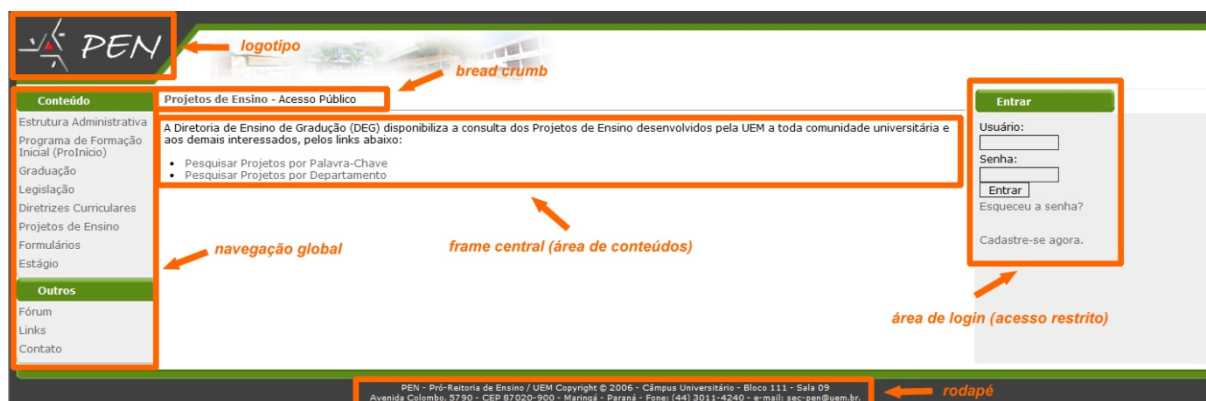 PEN
logotipo
bread crumb
Conteúdo
Projetos de Ensino - Acesso Público
Entrar
Estrutura Administrativa
Programa de Formação
Inicial (ProInício)
Graduação
Legislação
Diretrizes Curriculares
Projetos de Ensino
Formulários
Estágio
A Diretoria de Ensino de Gradução (DEG) disponibiliza a consulta dos Projetos de Ensino desenvolvidos pela UEM a toda comunidade universitária e
aos demais interessados, pelos links abaixo:
• Pesquisar Projetos por Palavra-Chave
• Pesquisar Projetos por Departamento
Usuário:
Senha:
Entrar
Esqueceu a senha?
Cadastre-se agora.
navegação global
frame central (área de conteúdos)
Outros
Fórum
Links
Contato
área de login (acesso restrito)
PEN - Pró-Reitoria de Ensino / UEM Copyright © 2006 - Câmpus Universitário - Bloco 111 - Sala 09
Avenida Colombo, 5790 - CEP 87020-900 - Maringá - Paraná - Fone: (44) 3011-4240 - e-mail: sec-pen@uem.br.
rodapé